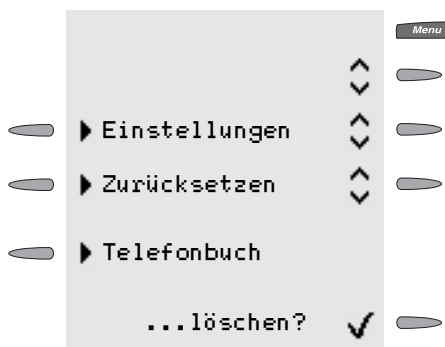 Menu
Einstellungen
Zurücksetzen
Telefonbuch
...löschen?